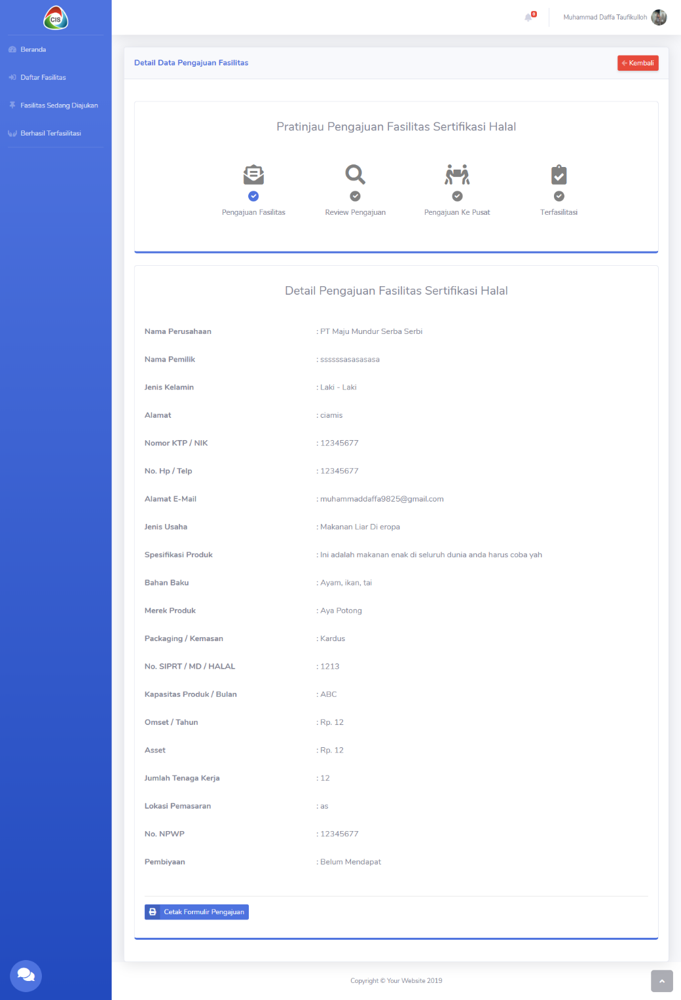 CIS
0
Muhammad Daffa Taufikulloh
Beranda
Daftar Fasilitas
Fasilitas Sedang Diajukan
Berhasil Terfasilitasi
Detail Data Pengajuan Fasilitas
Kembali
Pratinjau Pengajuan Fasilitas Sertifikasi Halal
Pengajuan Fasilitas
Review Pengajuan
Pengajuan Ke Pusat
Terfasilitasi
Detail Pengajuan Fasilitas Sertifikasi Halal
Nama Perusahaan : PT Maju Mundur Serba Serbi
Nama Pemilik : ssssssasasasasa
Jenis Kelamin : Laki - Laki
Alamat : ciamis
Nomor KTP / NIK : 12345677
No. Hp / Telp : 12345677
Alamat E-Mail : muhammaddaffa9825@gmail.com
Jenis Usaha : Makanan Liar Di eropa
Spesifikasi Produk : Ini adalah makanan enak di seluruh dunia anda harus coba yah
Bahan Baku : Ayam, ikan, tai
Merek Produk : Aya Potong
Packaging / Kemasan : Kardus
No. SIPRT / MD / HALAL : 1213
Kapasitas Produk / Bulan : ABC
Omset / Tahun : Rp. 12
Asset : Rp. 12
Jumlah Tenaga Kerja : 12
Lokasi Pemasaran : as
No. NPWP : 12345677
Pembiyaan : Belum Mendapat
Cetak Formulir Pengajuan
Copyright © Your Website 2019